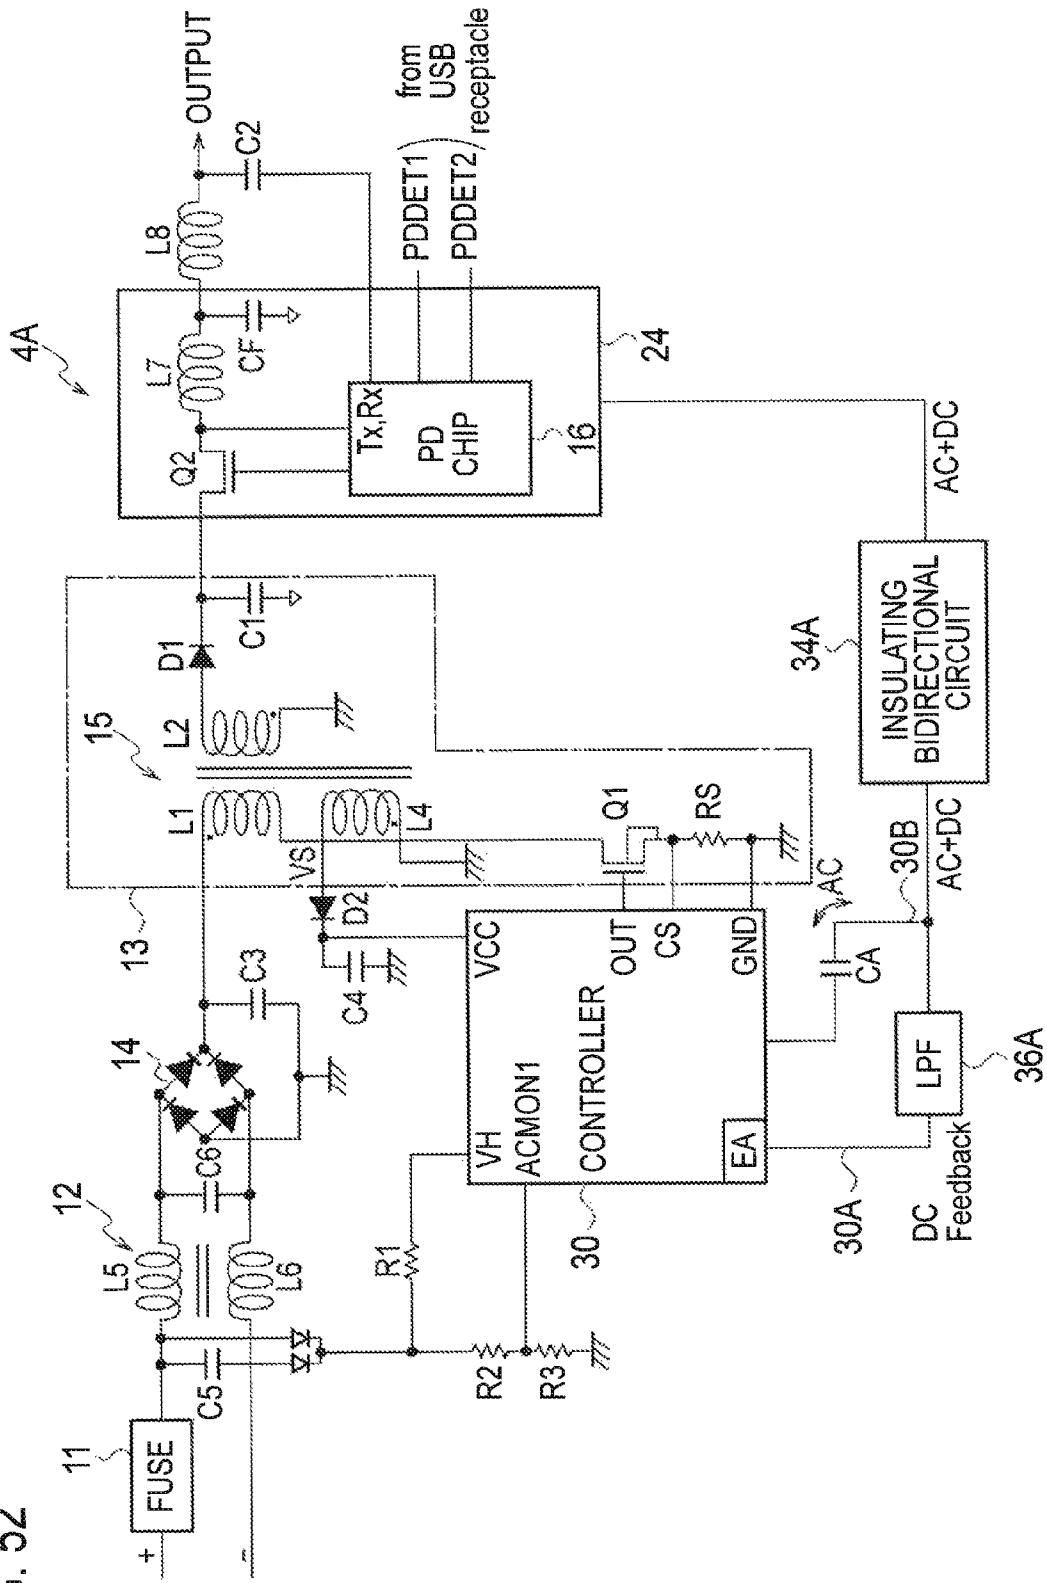 . 52
4A
OUTPUT
C2
L8
from
USB
receptacle
PDDET1
PDDET2
L7
CF
Q2
Tx,Rx
PD
CHIP
16
24
D1
C1
15
L1
L2
L4
VS
13
D2
C4
C3
14
Q1
RS
VCC
OUT
CS
GND
VH
ACMON1
CONTROLLER
EA
30
R1
R2
R3
12
L5
L6
C6
C5
11
FUSE
+
-
AC
CA
30B
AC+DC
AC+DC
34A
INSULATING
BIDIRECTIONAL
CIRCUIT
LPF
36A
30A
DC
Feedback